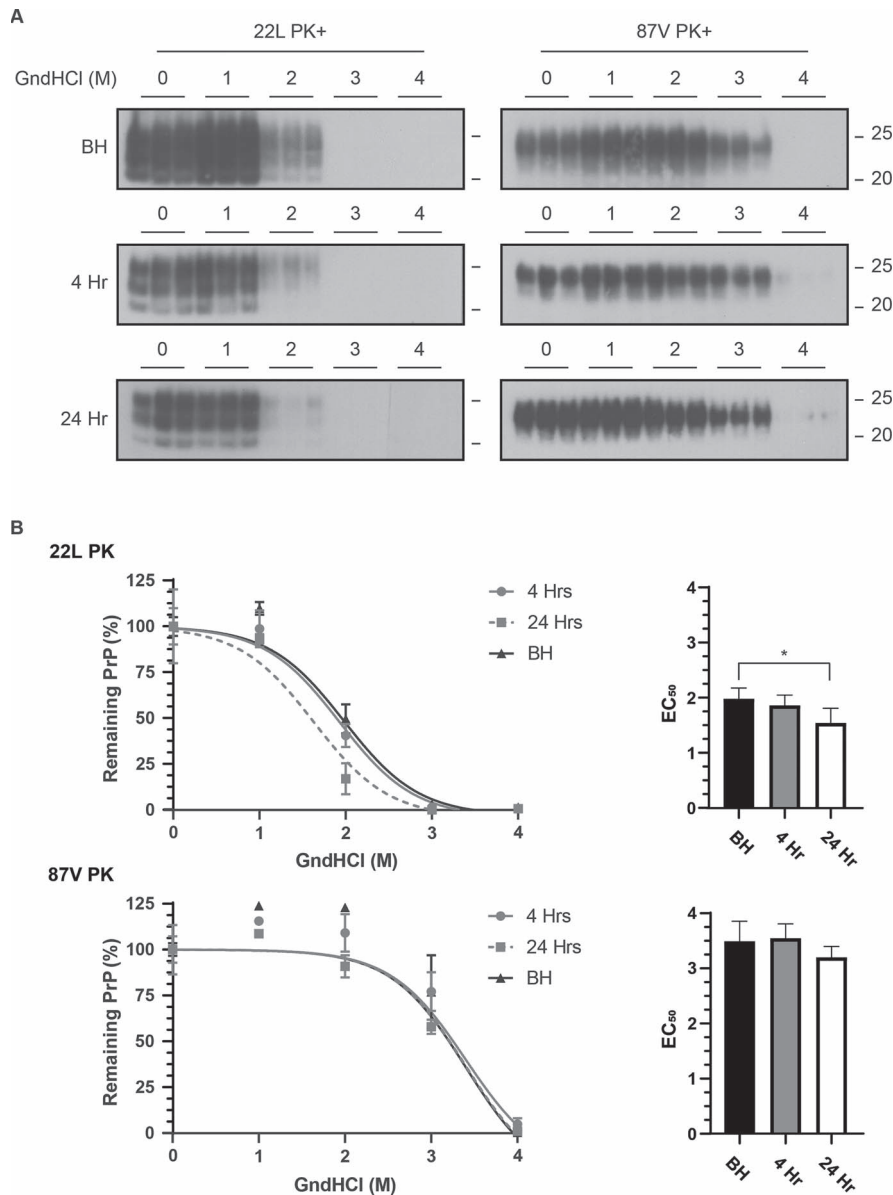 A
22L PK+ 87V PK+
GndHCl (M) 0 1 2 3 4 0 1 2 3 4
BH
25
20
0 1 2 3 4 0 1 2 3 4
4 Hr
25
20
0 1 2 3 4 0 1 2 3 4
24 Hr
25
20
B
22L PK
125
100
75
50
25
0
0 1 2 3 4
Remaining PrP (%)
GndHCl (M)
4 Hrs
24 Hrs
BH
4
3
2
1
0
EC₅₀
*
BH 4 Hr 24 Hr
87V PK
125
100
75
50
25
0
0 1 2 3 4
Remaining PrP (%)
GndHCl (M)
4 Hrs
24 Hrs
BH
4
3
3
1
0
EC₅₀
BH 4 Hr 24 Hr